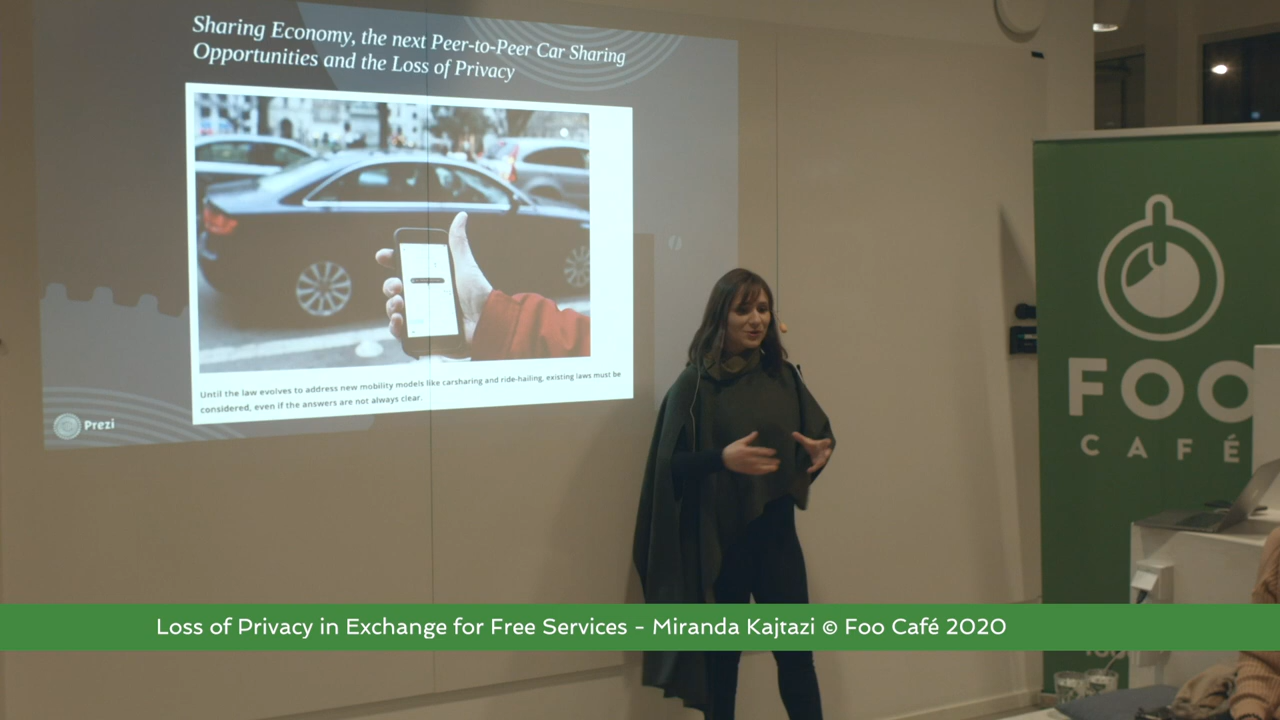 Sharing Economy, the next Peer-to-Peer Car Sharing
Opportunities and the Loss of Privacy
Until the law evolves to address new mobility models like carsharing and ride-hailing, existing laws must be
considered, even if the answers are not always clear.
Prezi
FOO
CAFÉ
Loss of Privacy in Exchange for Free Services - Miranda Kajtazi © Foo Café 2020